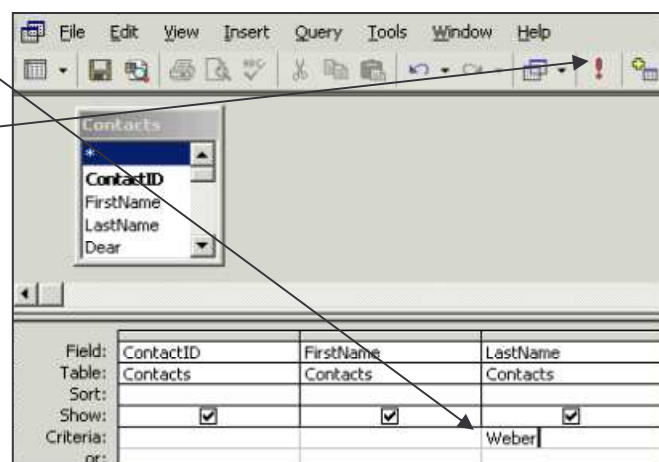 File Edit View Insert Query Tools Window Help
Contacts
*
ContactID
FirstName
LastName
Dear
Field: ContactID FirstName LastName
Table: Contacts Contacts Contacts
Sort:
Show:
Criteria: Weber
or: